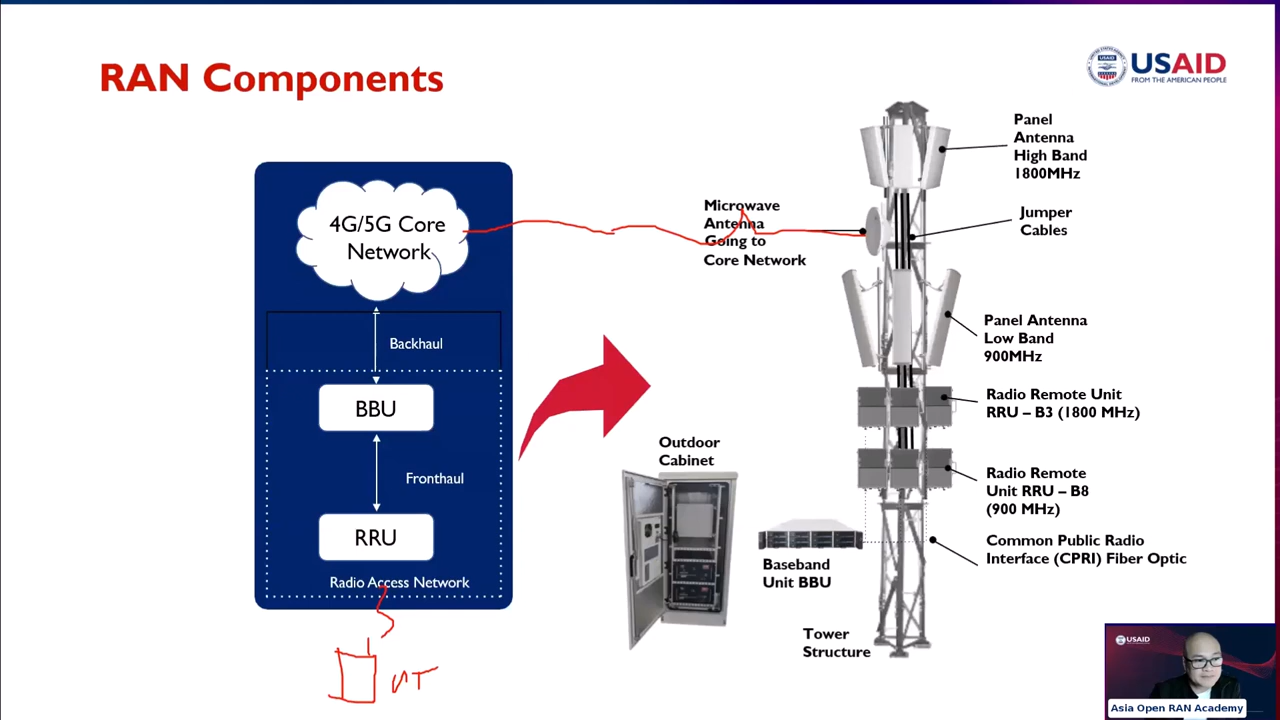 RAN Components
USAID
FROM THE AMERICAN PEOPLE
4G/5G Core
Network
Backhaul
BBU
Fronthaul
RRU
Radio Access Network
Microwave
Antenna
Going to
Core Network
Panel
Antenna
High Band
1800MHz
Jumper
Cables
Panel Antenna
Low Band
900MHz
Radio Remote Unit
RRU – B3 (1800 MHz)
Radio Remote
Unit RRU – B8
(900 MHz)
Common Public Radio
Interface (CPRI) Fiber Optic
Outdoor
Cabinet
Baseband
Unit BBU
Tower
Structure
USAID
Asia Open RAN Academy